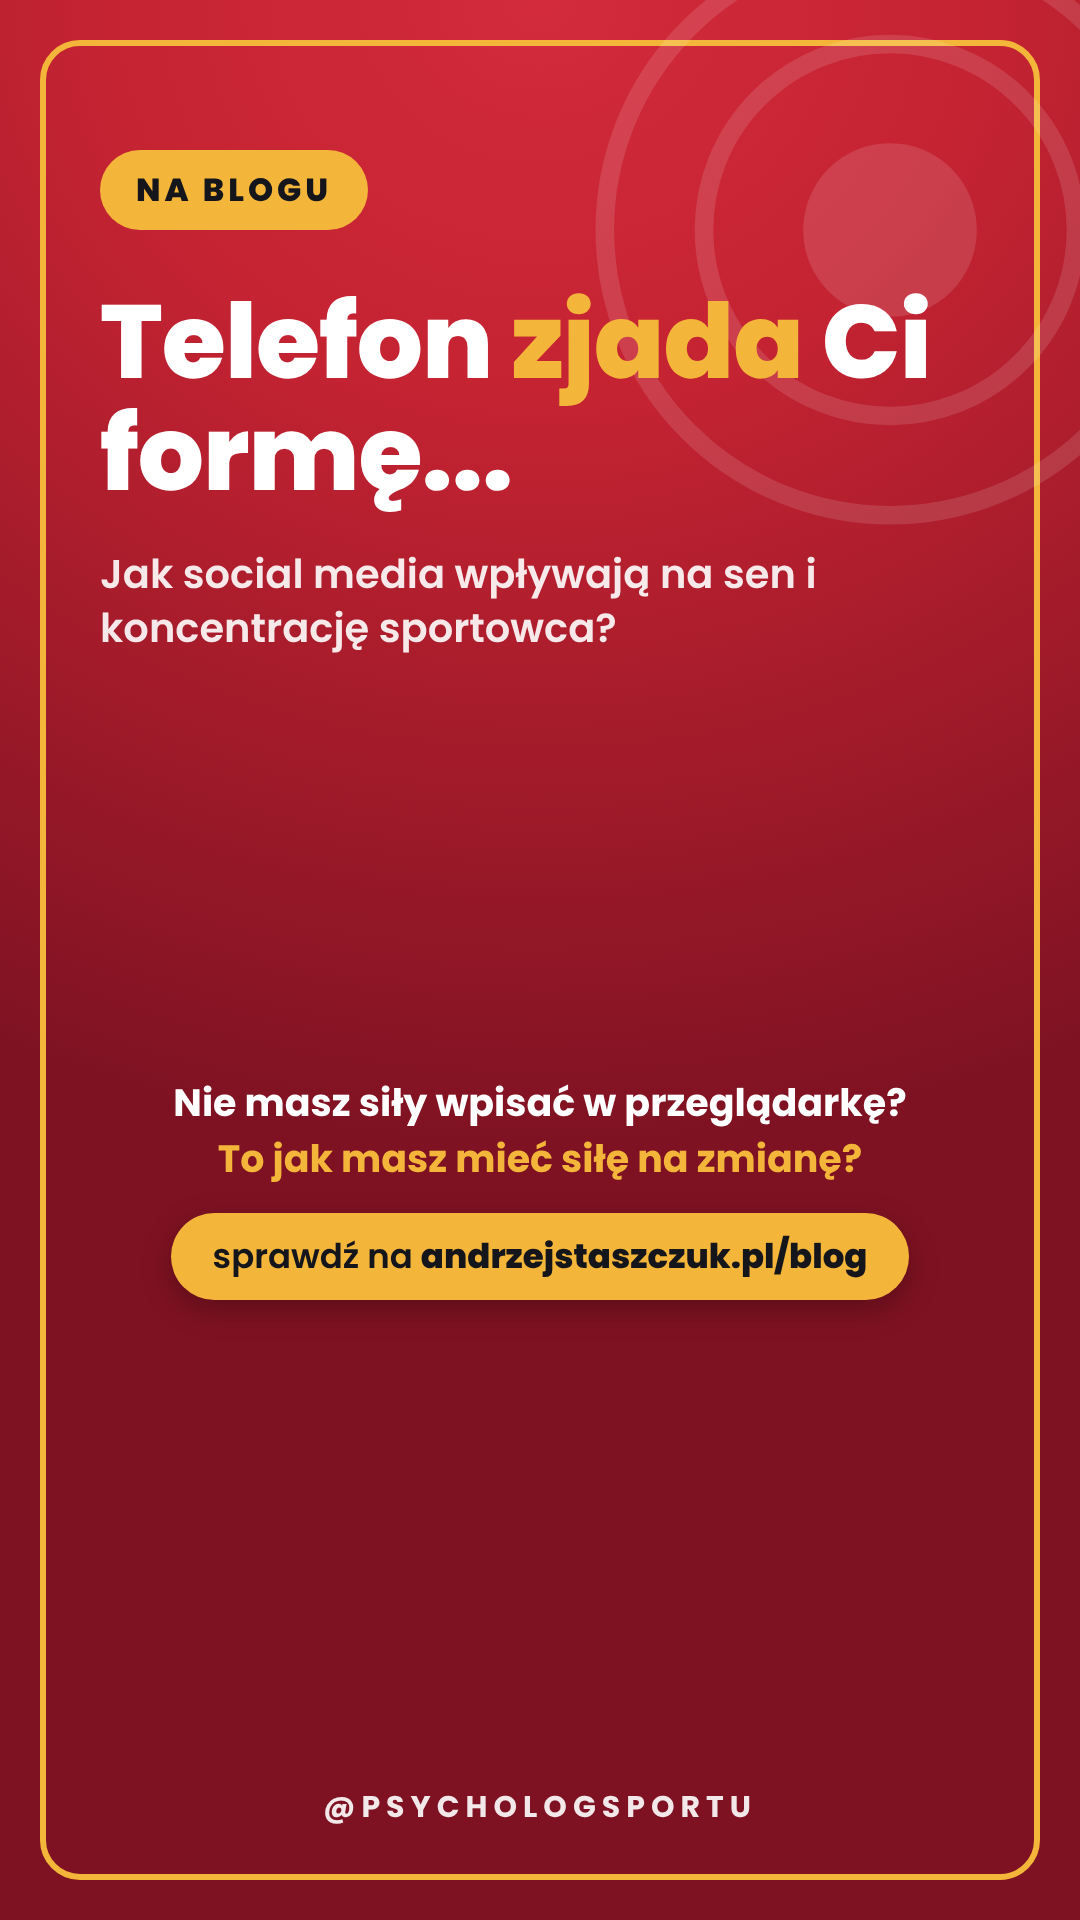 NA BLOGU
Telefon zjada Ci
formę...
Jak social media wpływają na sen i
koncentrację sportowca?
Nie masz siły wpisać w przeglądarkę?
To jak masz mieć siłę na zmianę?
sprawdź na andrzejstaszczuk.pl/blog
@PSYCHOLOGSPORTU